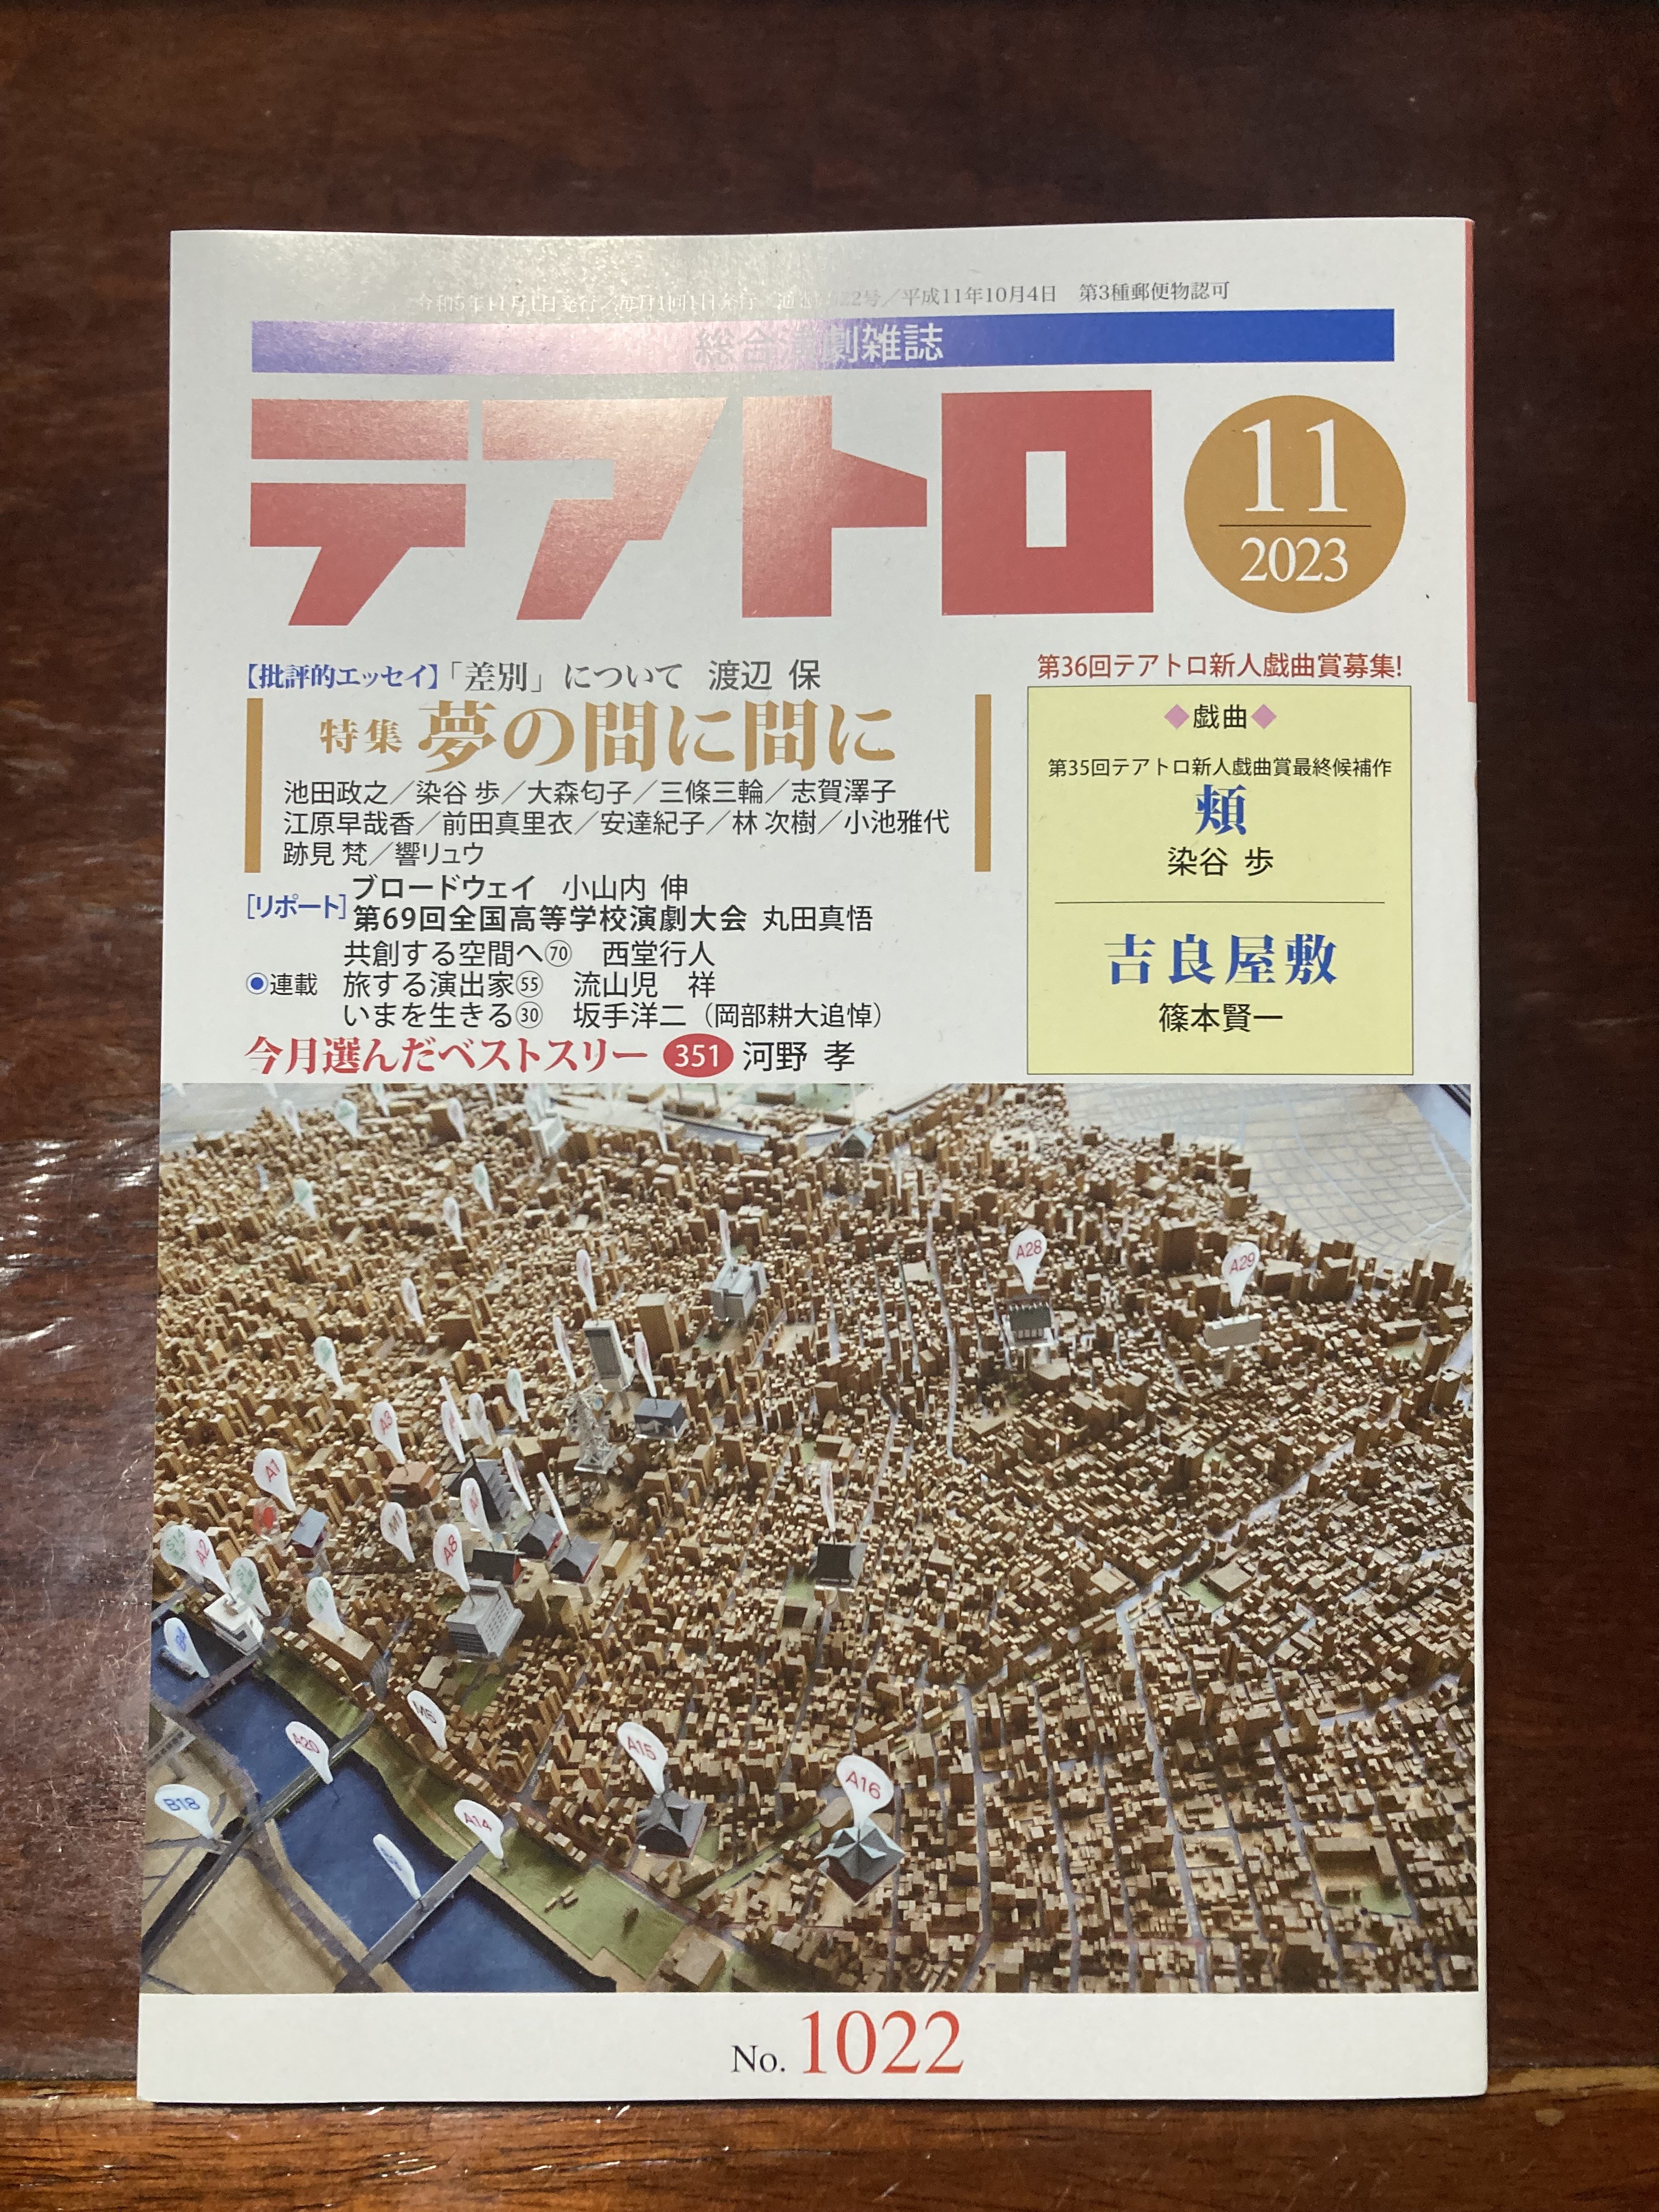 令和5年11月1日発行／毎月1回1日発行 通巻1022号／平成11年10月4日 第3種郵便物認可
総合演劇雑誌
テアトロ
11
2023
【批評的エッセイ】「差別」について 渡辺 保
特集 夢の間に間に
池田政之／染谷 歩／大森匂子／三條三輪／志賀澤子
江原早哉香／前田真里衣／安達紀子／林 次樹／小池雅代
跡見 梵／響リュウ
[リポート]
ブロードウェイ 小山内 伸
第69回全国高等学校演劇大会 丸田真悟
◉連載
共創する空間へ㊆ 西堂行人
旅する演出家㊺ 流山児 祥
いまを生きる㉚ 坂手洋二（岡部耕大追悼）
今月選んだベストスリー 351 河野 孝
第36回テアトロ新人戯曲賞募集!
◆戯曲◆
第35回テアトロ新人戯曲賞最終候補作
頬
染谷 歩
吉良屋敷
篠本賢一
A28
A29
A3
A1
A2
A8
M5
A20
B18
A14
A15
A16
No. 1022